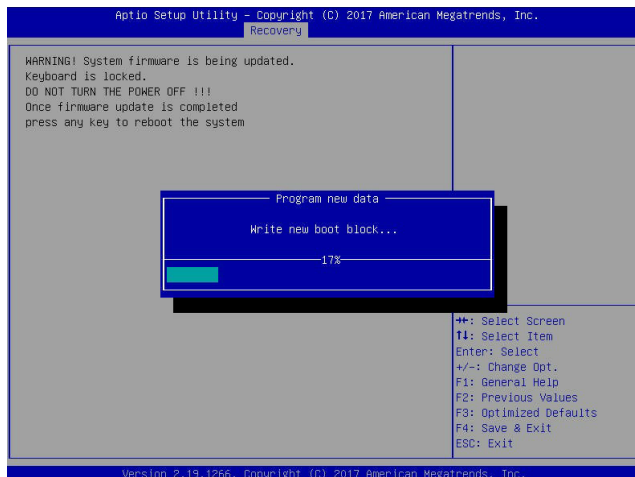 Aptio Setup Utility – Copyright (C) 2017 American Megatrends, Inc.
Recovery
WARNING! System firmware is being updated.
Keyboard is locked.
DO NOT TURN THE POWER OFF !!!
Once firmware update is completed
press any key to reboot the system
Program new data
Write new boot block...
17%
→←: Select Screen
↑↓: Select Item
Enter: Select
+/-: Change Opt.
F1: General Help
F2: Previous Values
F3: Optimized Defaults
F4: Save & Exit
ESC: Exit
Version 2.19.1266. Copyright (C) 2017 American Megatrends, Inc.